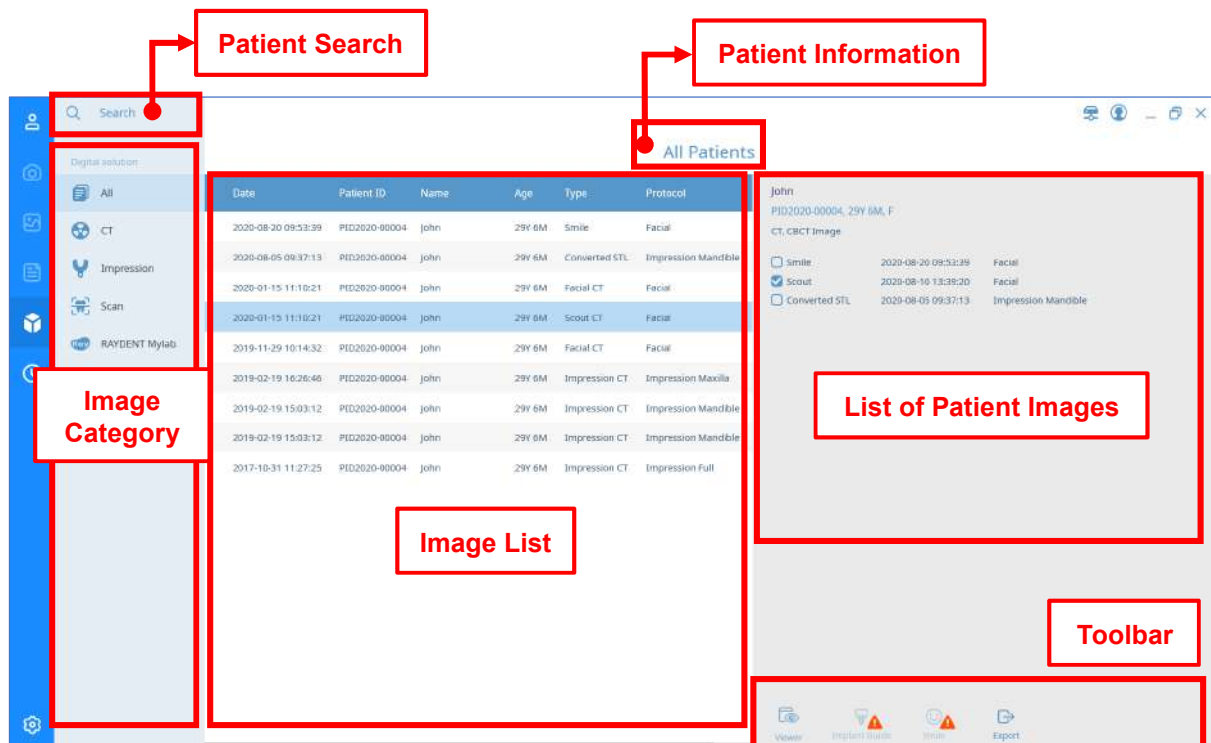 Patient Search
Patient Information
Search
All Patients
Digital solution
All
CT
Impression
Scan
RAYDENT Mylab
Image
Category
Date Patient ID Name Age Type Protocol
2020-08-20 09:53:39 PID2020-00004 John 29Y 6M Smile Facial
2020-08-05 09:37:13 PID2020-00004 John 29Y 6M Converted STL Impression Mandible
2020-01-15 11:10:21 PID2020-00004 John 29Y 6M Facial CT Facial
2020-01-15 11:10:21 PID2020-00004 John 29Y 6M Scout CT Facial
2019-11-29 10:14:32 PID2020-00004 John 29Y 6M Facial CT Facial
2019-02-19 16:26:46 PID2020-00004 John 29Y 6M Impression CT Impression Maxilla
2019-02-19 15:03:12 PID2020-00004 John 29Y 6M Impression CT Impression Mandible
2019-02-19 15:03:12 PID2020-00004 John 29Y 6M Impression CT Impression Mandible
2017-10-31 11:27:25 PID2020-00004 John 29Y 6M Impression CT Impression Full
Image List
John
PID2020-00004, 29Y 6M, F
CT, CBCT Image
Smile 2020-08-20 09:53:39 Facial
Scout 2020-08-10 13:39:20 Facial
Converted STL 2020-08-05 09:37:13 Impression Mandible
List of Patient Images
Toolbar
Viewer Implant Guide Export